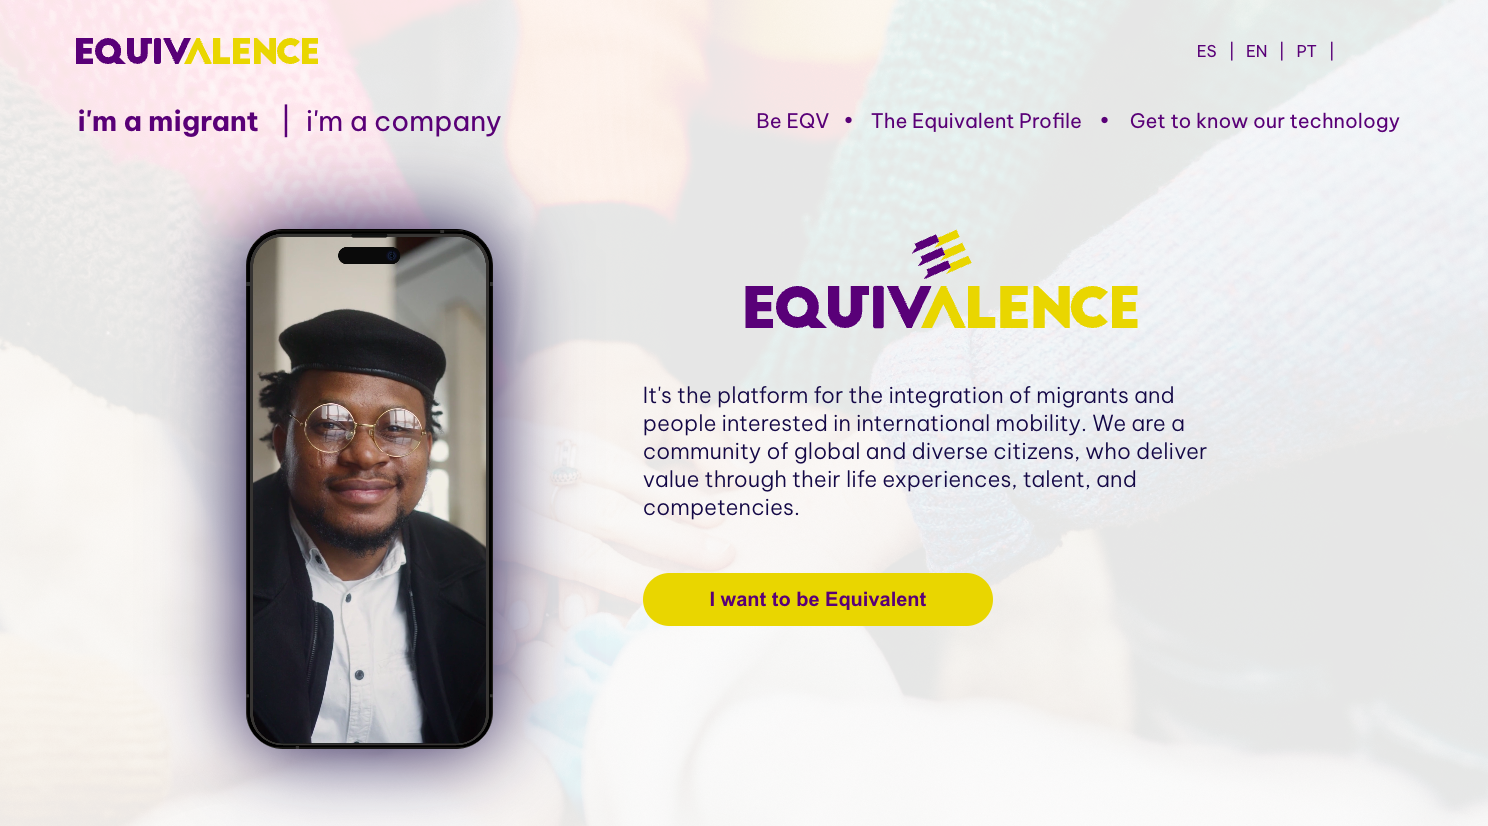 EQUIVALENCE
ES | EN | PT |
i'm a migrant | i'm a company
Be EQV • The Equivalent Profile • Get to know our technology
EQUIVALENCE
It's the platform for the integration of migrants and
people interested in international mobility. We are a
community of global and diverse citizens, who deliver
value through their life experiences, talent, and
competencies.
I want to be Equivalent